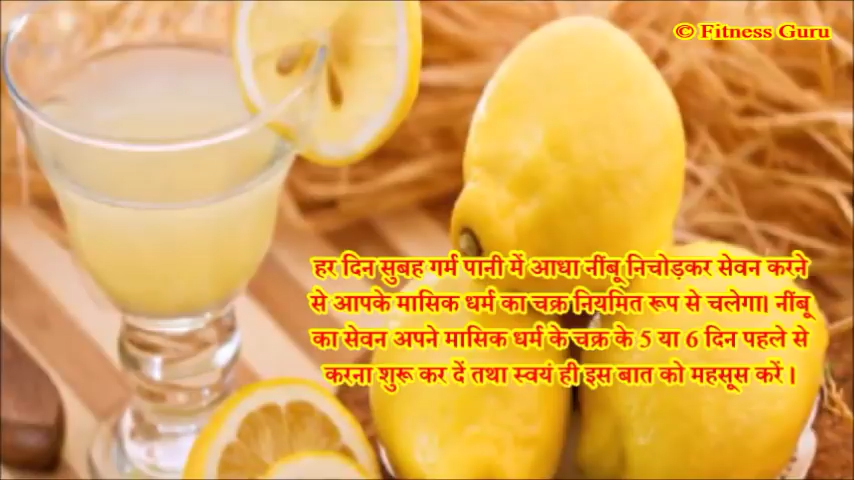 © Fitness Guru
हर दिन सुबह गर्म पानी में आधा नींबू निचोड़कर सेवन करने
से आपके मासिक धर्म का चक्र नियमित रूप से चलेगा। नींबू
का सेवन अपने मासिक धर्म के चक्र के 5 या 6 दिन पहले से
करना शुरू कर दें तथा स्वयं ही इस बात को महसूस करें ।